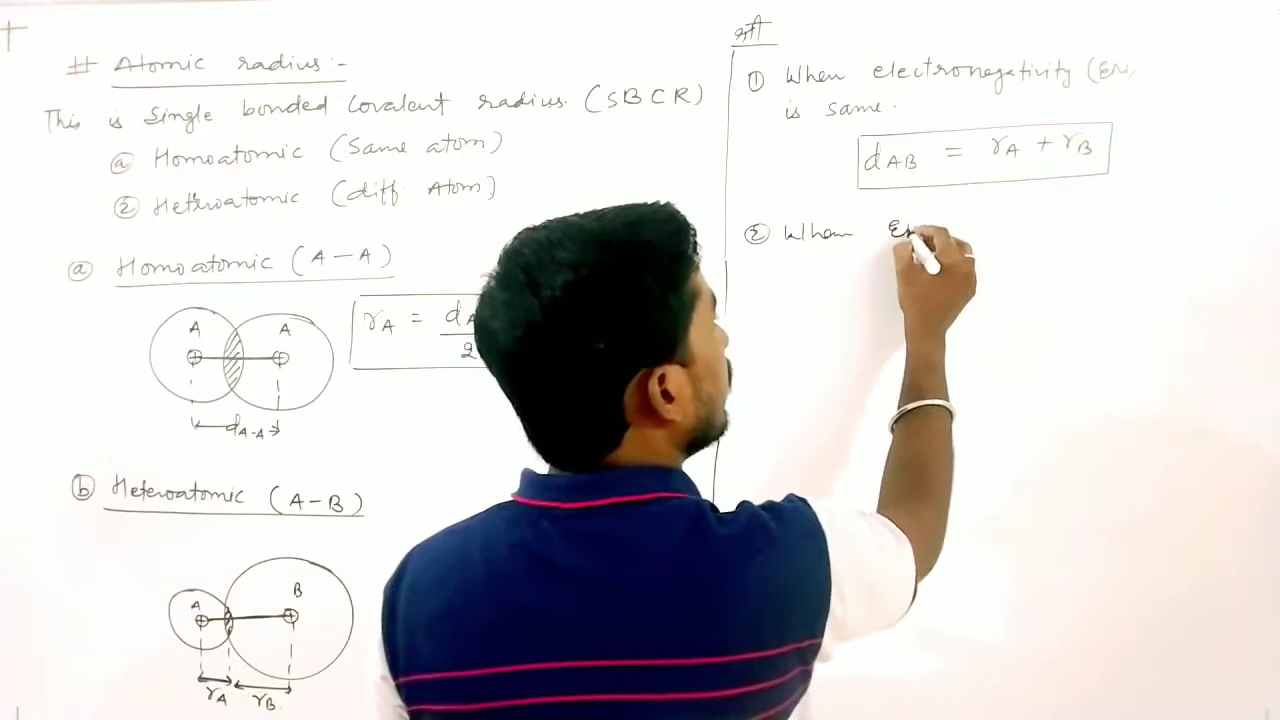 # Atomic radius:-
This is Single bonded Covalent radius. (SBCR)
ⓐ Homoatomic (Same atom)
② Heteroatomic (diff Atom)
ⓐ Homoatomic (A-A)
A A
rA = dA
2
dA-A
ⓑ Heteroatomic (A-B)
A B
rA rB.
① When electronegativity (EN)
is same.
dAB = rA + rB
② When EN